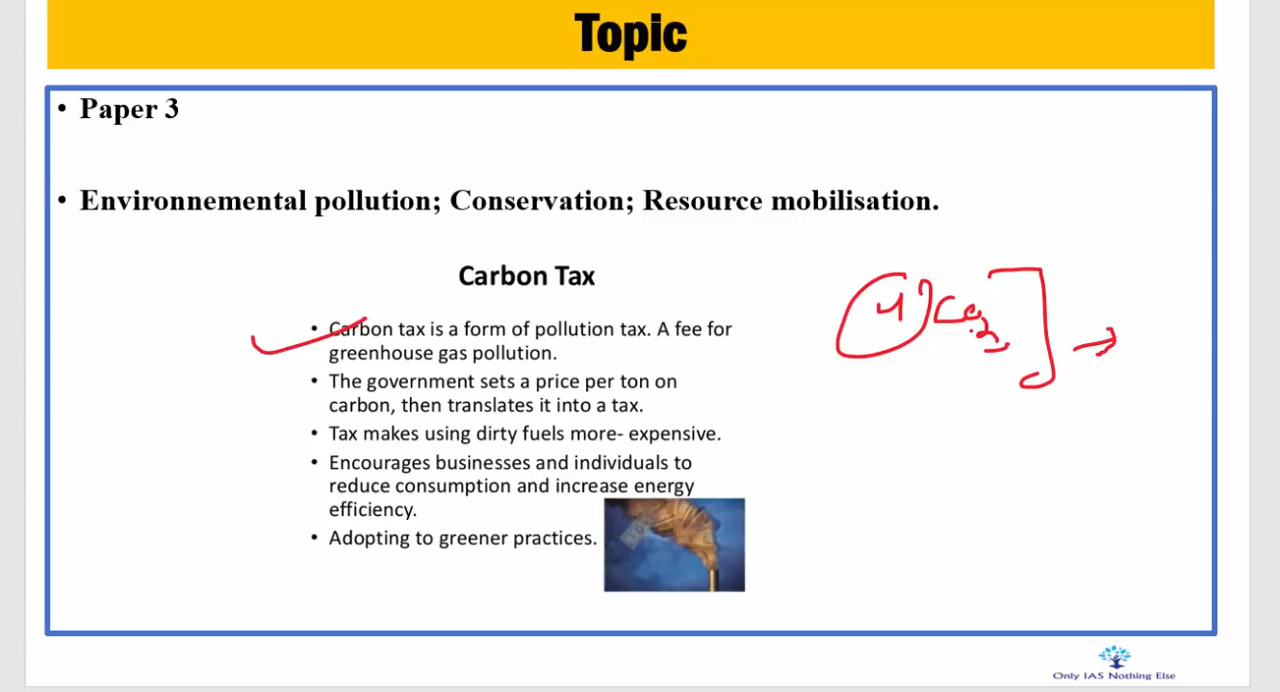 Topic
• Paper 3
• Environnemental pollution; Conservation; Resource mobilisation.
Carbon Tax
• Carbon tax is a form of pollution tax. A fee for
greenhouse gas pollution.
• The government sets a price per ton on
carbon, then translates it into a tax.
• Tax makes using dirty fuels more- expensive.
• Encourages businesses and individuals to
reduce consumption and increase energy
efficiency.
• Adopting to greener practices.
Only IAS Nothing Else